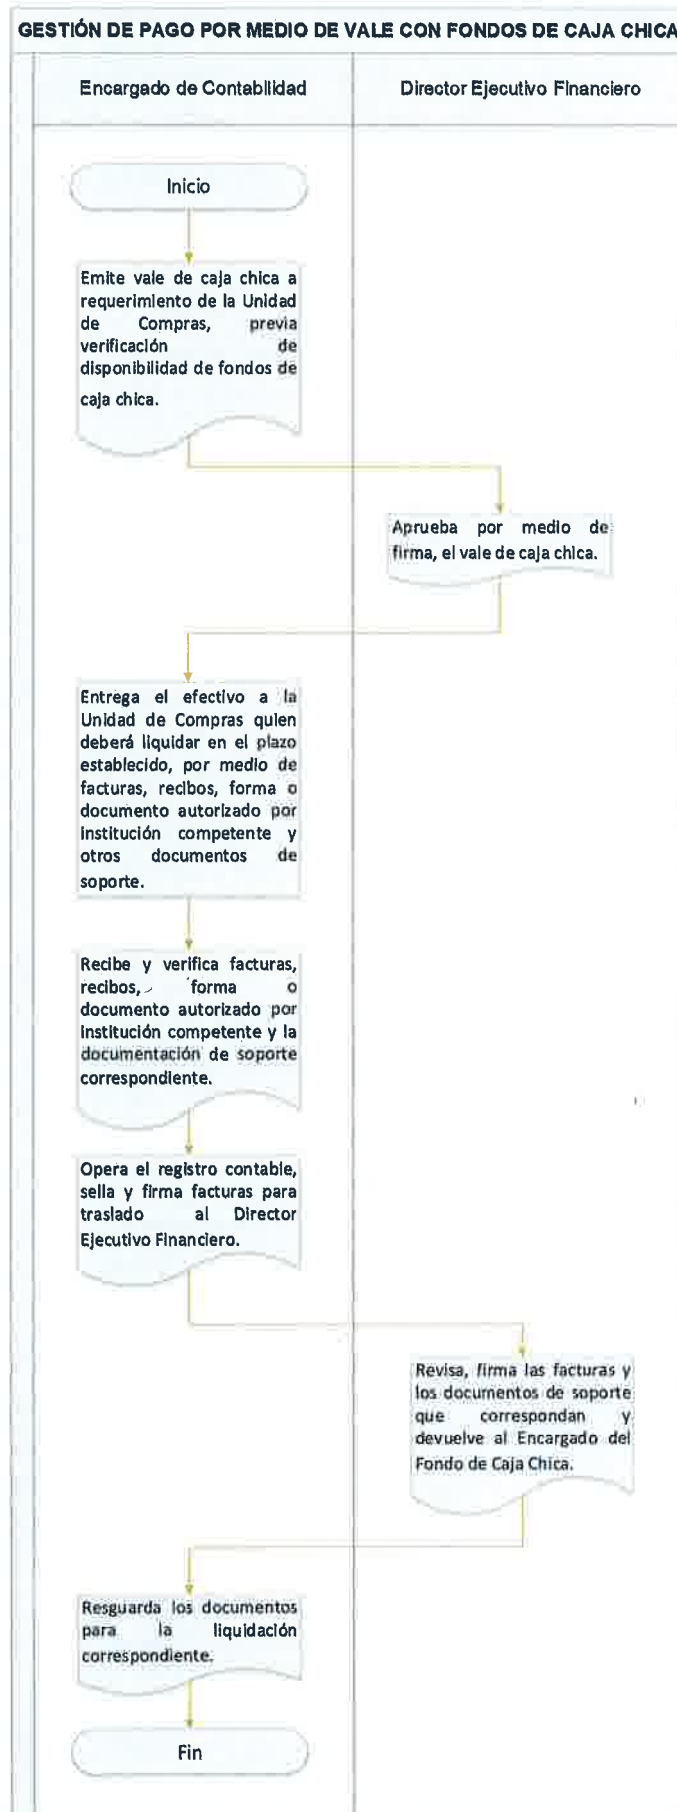 GESTIÓN DE PAGO POR MEDIO DE VALE CON FONDOS DE CAJA CHICA
Encargado de Contabilidad
Director Ejecutivo Financiero
Inicio
Emite vale de caja chica a
requerimiento de la Unidad
de Compras, previa
verificación de
disponibilidad de fondos de
caja chica.
Aprueba por medio de
firma, el vale de caja chica.
Entrega el efectivo a la
Unidad de Compras quien
deberá liquidar en el plazo
establecido, por medio de
facturas, recibos, forma o
documento autorizado por
institución competente y
otros documentos de
soporte.
Recibe y verifica facturas,
recibos, forma o
documento autorizado por
institución competente y la
documentación de soporte
correspondiente.
Opera el registro contable,
sella y firma facturas para
traslado al Director
Ejecutivo Financiero.
Revisa, firma las facturas y
los documentos de soporte
que correspondan y
devuelve al Encargado del
Fondo de Caja Chica.
Resguarda los documentos
para la liquidación
correspondiente.
Fin